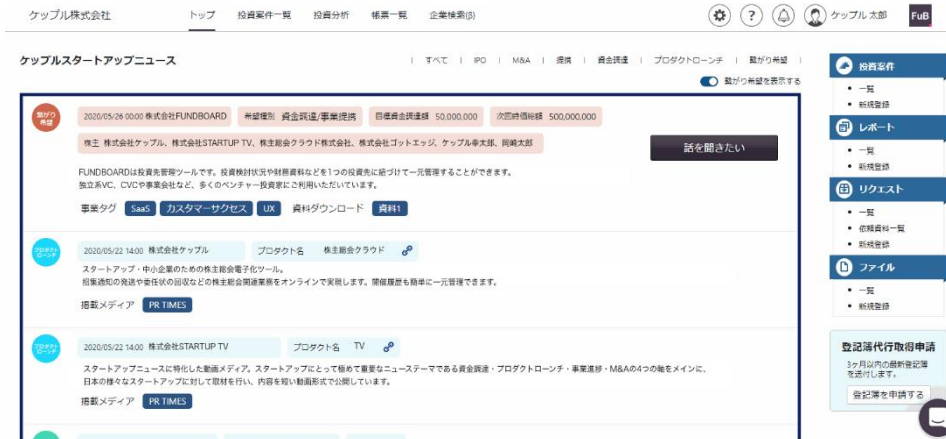 ケップル株式会社 トップ 投資案件一覧 投資分析 帳票一覧 企業検索(β) ? ケップル 太郎 FuB
ケップルスタートアップニュース | すべて | IPO | M&A | 提携 | 資金調達 | プロダクトローンチ | 繋がり希望 |
繋がり希望を表示する
繋がり希望
2020/05/26 00:00 株式会社FUNDBOARD 希望種別 資金調達/事業提携 目標資金調達額 50,000,000 次回時価総額 500,000,000
株主 株式会社ケップル、株式会社STARTUP TV、株主総会クラウド株式会社、株式会社ゴットエッジ、ケップル幸太郎、岡崎太郎
話を聞きたい
FUNDBOARDは投資先管理ツールです。投資検討状況や財務資料などを1つの投資先に紐づけて一元管理することができます。
独立系VC、CVCや事業会社など、多くのベンチャー投資家にご利用いただいています。
事業タグ SaaS カスタマーサクセス UX 資料ダウンロード 資料1
プロダクトローンチ
2020/05/22 14:00 株式会社ケップル プロダクト名 株主総会クラウド
スタートアップ・中小企業のための株主総会電子化ツール。
招集通知の発送や委任状の回収などの株主総会関連業務をオンラインで実現します。開催履歴も簡単に一元管理できます。
掲載メディア PR TIMES
プロダクトローンチ
2020/05/22 14:00 株式会社STARTUP TV プロダクト名 TV
スタートアップニュースに特化した動画メディア。スタートアップにとって極めて重要なニューステーマである資金調達・プロダクトローンチ・事業進捗・M&Aの4つの軸をメインに、
日本の様々なスタートアップに対して取材を行い、内容を短い動画形式で公開しています。
掲載メディア PR TIMES
投資案件
• 一覧
• 新規登録
レポート
• 一覧
• 新規登録
リクエスト
• 一覧
• 依頼資料一覧
• 新規登録
ファイル
• 一覧
• 新規登録
登記簿代行取得申請
3ヶ月以内の最新登記簿
を送付します。
登記簿を申請する